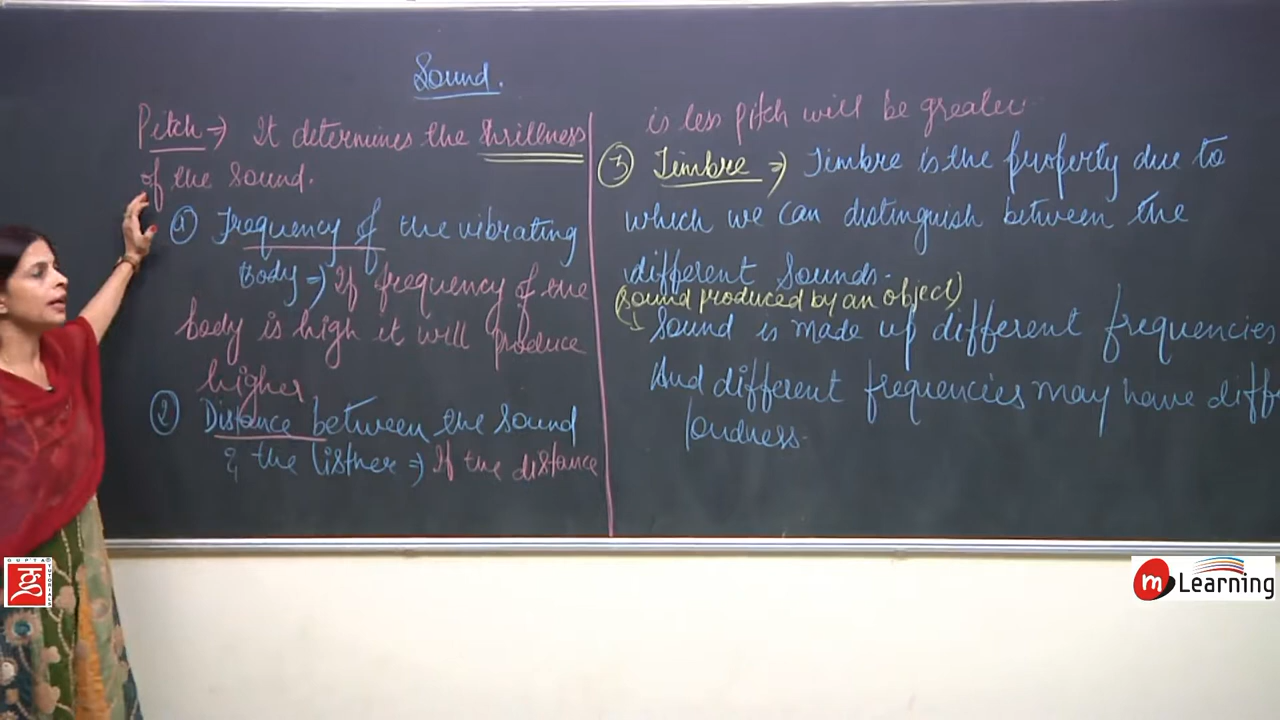 Sound.
Pitch ⇒ It determines the shrillness
of the sound.
① Frequency of the vibrating
Body ⇒ If frequency of the
body is high it will produce
higher
② Distance between the sound
& the listner ⇒ If the distance
is less pitch will be greater
③ Timbre ⇒ Timbre is the property due to
which we can distinguish between the
different sounds.
(sound produced by an object)
↳ Sound is made up different frequencies
And different frequencies may have diffe
loudness.
GUPTA TUTORIALS
m Learning